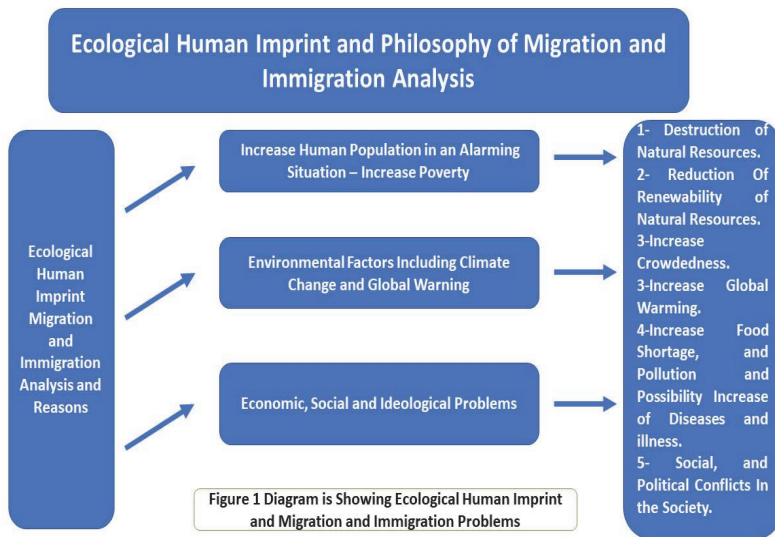 Ecological Human Imprint and Philosophy of Migration and
Immigration Analysis
Ecological
Human
Imprint
Migration
and
Immigration
Analysis and
Reasons
Increase Human Population in an Alarming
Situation – Increase Poverty
Environmental Factors Including Climate
Change and Global Warning
Economic, Social and Ideological Problems
1- Destruction of
Natural Resources.
2- Reduction Of
Renewability of
Natural Resources.
3-Increase
Crowdedness.
3-Increase Global
Warming.
4-Increase Food
Shortage, and
Pollution and
Possibility Increase
of Diseases and
illness.
5- Social, and
Political Conflicts In
the Society.
Figure 1 Diagram is Showing Ecological Human Imprint
and Migration and Immigration Problems